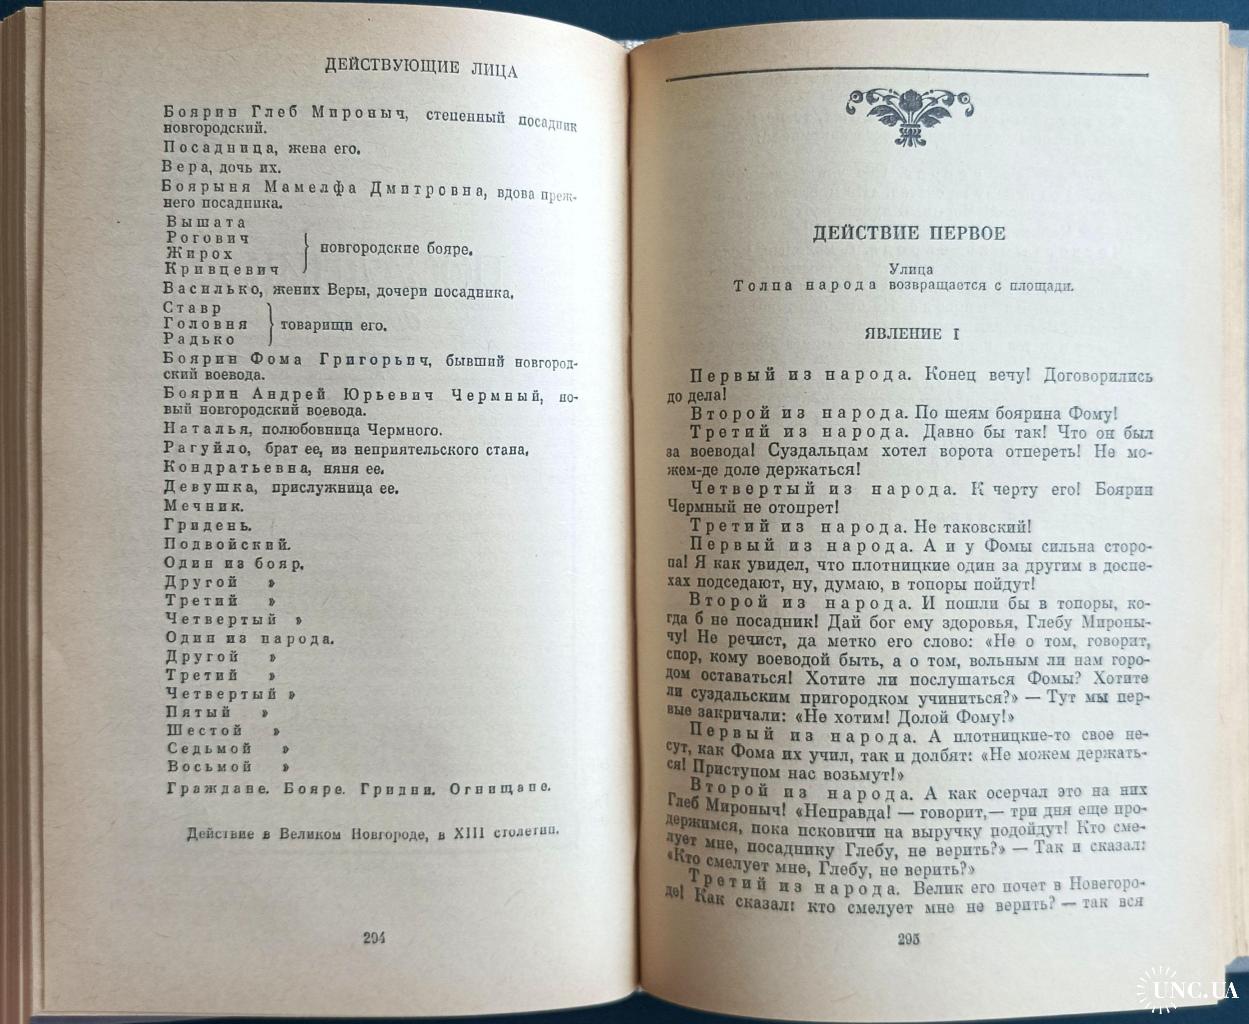 ДЕЙСТВУЮЩИЕ ЛИЦА
Боярин Глеб Мироныч, степенный посадник
новгородский.
Посадница, жена его.
Вера, дочь их.
Боярыня Мамелфа Дмитровна, вдова преж-
него посадника.
Вышата
Рогович
Жирох
Кривцевич
новгородские бояре.
Василько, жених Веры, дочери посадника.
Ставр
Головня
Радько
товарищи его.
Боярин Фома Григорьич, бывший новгород-
ский воевода.
Боярин Андрей Юрьевич Чермный, но-
вый новгородский воевода.
Наталья, полюбовница Чермного.
Рагуйло, брат ее, из неприятельского стана.
Кондратьевна, няня ее.
Девушка, прислужница ее.
Мечник.
Гридень.
Подвойский.
Один из бояр.
Другой »
Третий »
Четвертый »
Один из народа.
Другой »
Третий »
Четвертый »
Пятый »
Шестой »
Седьмой »
Восьмой »
Граждане. Бояре. Гридни. Огнищане.
Действие в Великом Новгороде, в XIII столетии.
294
ДЕЙСТВИЕ ПЕРВОЕ
Улица
Толпа народа возвращается с площади.
ЯВЛЕНИЕ I
Первый из народа. Конец вечу! Договорились
до дела!
Второй из народа. По шеям боярина Фому!
Третий из народа. Давно бы так! Что он был
за воевода! Суздальцам хотел ворота отпереть! Не мо-
жем-де доле держаться!
Четвертый из народа. К черту его! Боярин
Чермный не отопрет!
Третий из народа. Не таковский!
Первый из народа. А и у Фомы сильна сторо-
на! Я как увидел, что плотницкие один за другим в доспе-
хах подседают, ну, думаю, в топоры пойдут!
Второй из народа. И пошли бы в топоры, ко-
гда б не посадник! Дай бог ему здоровья, Глебу Мироны-
чу! Не речист, да метко его слово: «Не о том, говорит,
спор, кому воеводой быть, а о том, вольным ли нам горо-
дом оставаться! Хотите ли послушаться Фомы? Хотите
ли суздальским пригородком учиниться?» — Тут мы пер-
вые закричали: «Не хотим! Долой Фому!»
Первый из народа. А плотницкие-то свое не-
сут, как Фома их учил, так и долбят: «Не можем держать-
ся! Приступом нас возьмут!»
Второй из народа. А как осерчал это на них
Глеб Мироныч! «Неправда! — говорит,— три дня еще про-
держимся, пока псковичи на выручку подойдут! Кто сме-
лует мне, посаднику Глебу, не верить?» — Так и сказал:
«Кто смелует мне, Глебу, не верить?»
Третий из народа. Велик его почет в Новегоро-
де! Как сказал: кто смелует мне не верить? — так вся
295
UNC.UA